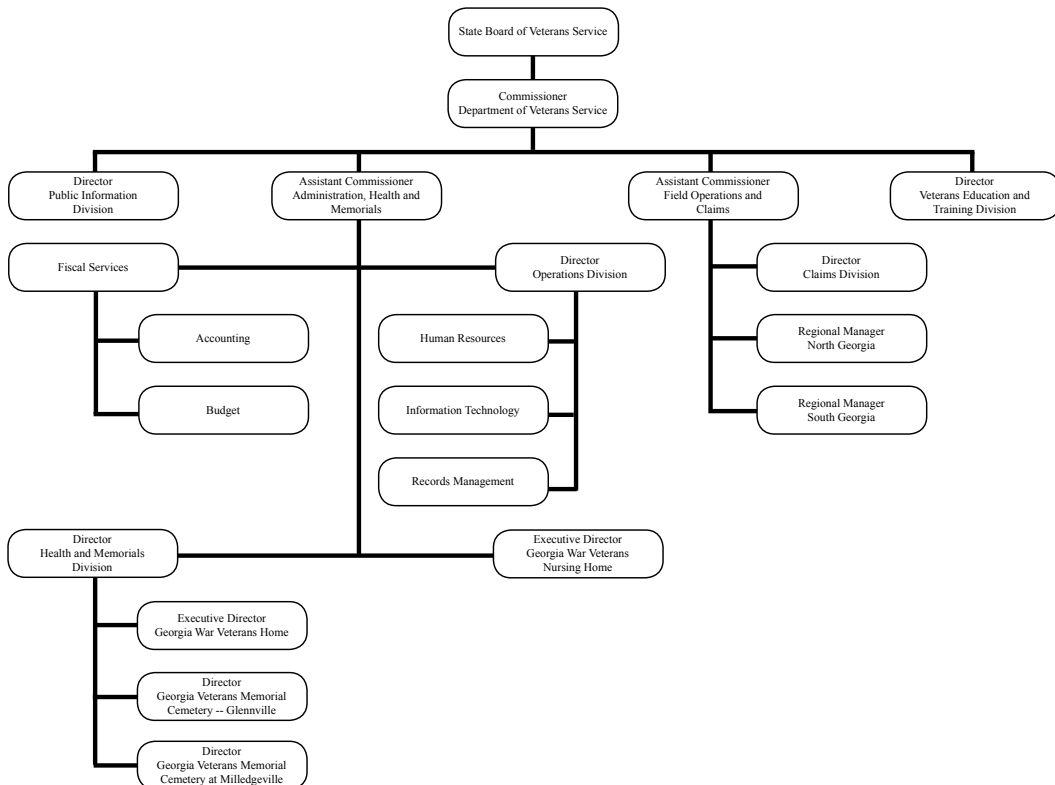 State Board of Veterans Service
Commissioner
Department of Veterans Service
Director
Public Information
Division
Assistant Commissioner
Administration, Health and
Memorials
Assistant Commissioner
Field Operations and
Claims
Director
Veterans Education and
Training Division
Fiscal Services
Director
Operations Division
Director
Claims Division
Accounting
Human Resources
Regional Manager
North Georgia
Budget
Information Technology
Regional Manager
South Georgia
Records Management
Director
Health and Memorials
Division
Executive Director
Georgia War Veterans
Nursing Home
Executive Director
Georgia War Veterans Home
Director
Georgia Veterans Memorial
Cemetery -- Glennville
Director
Georgia Veterans Memorial
Cemetery at Milledgeville